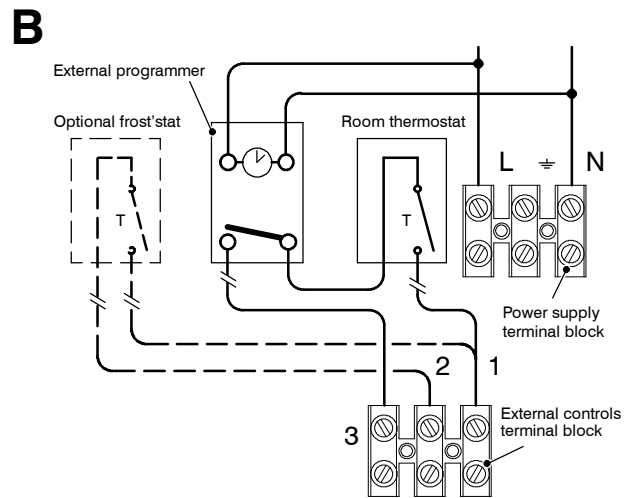 B
External programmer
Optional frost'stat
Room thermostat
L
N
T
T
Power supply
terminal block
2
1
3
External controls
terminal block